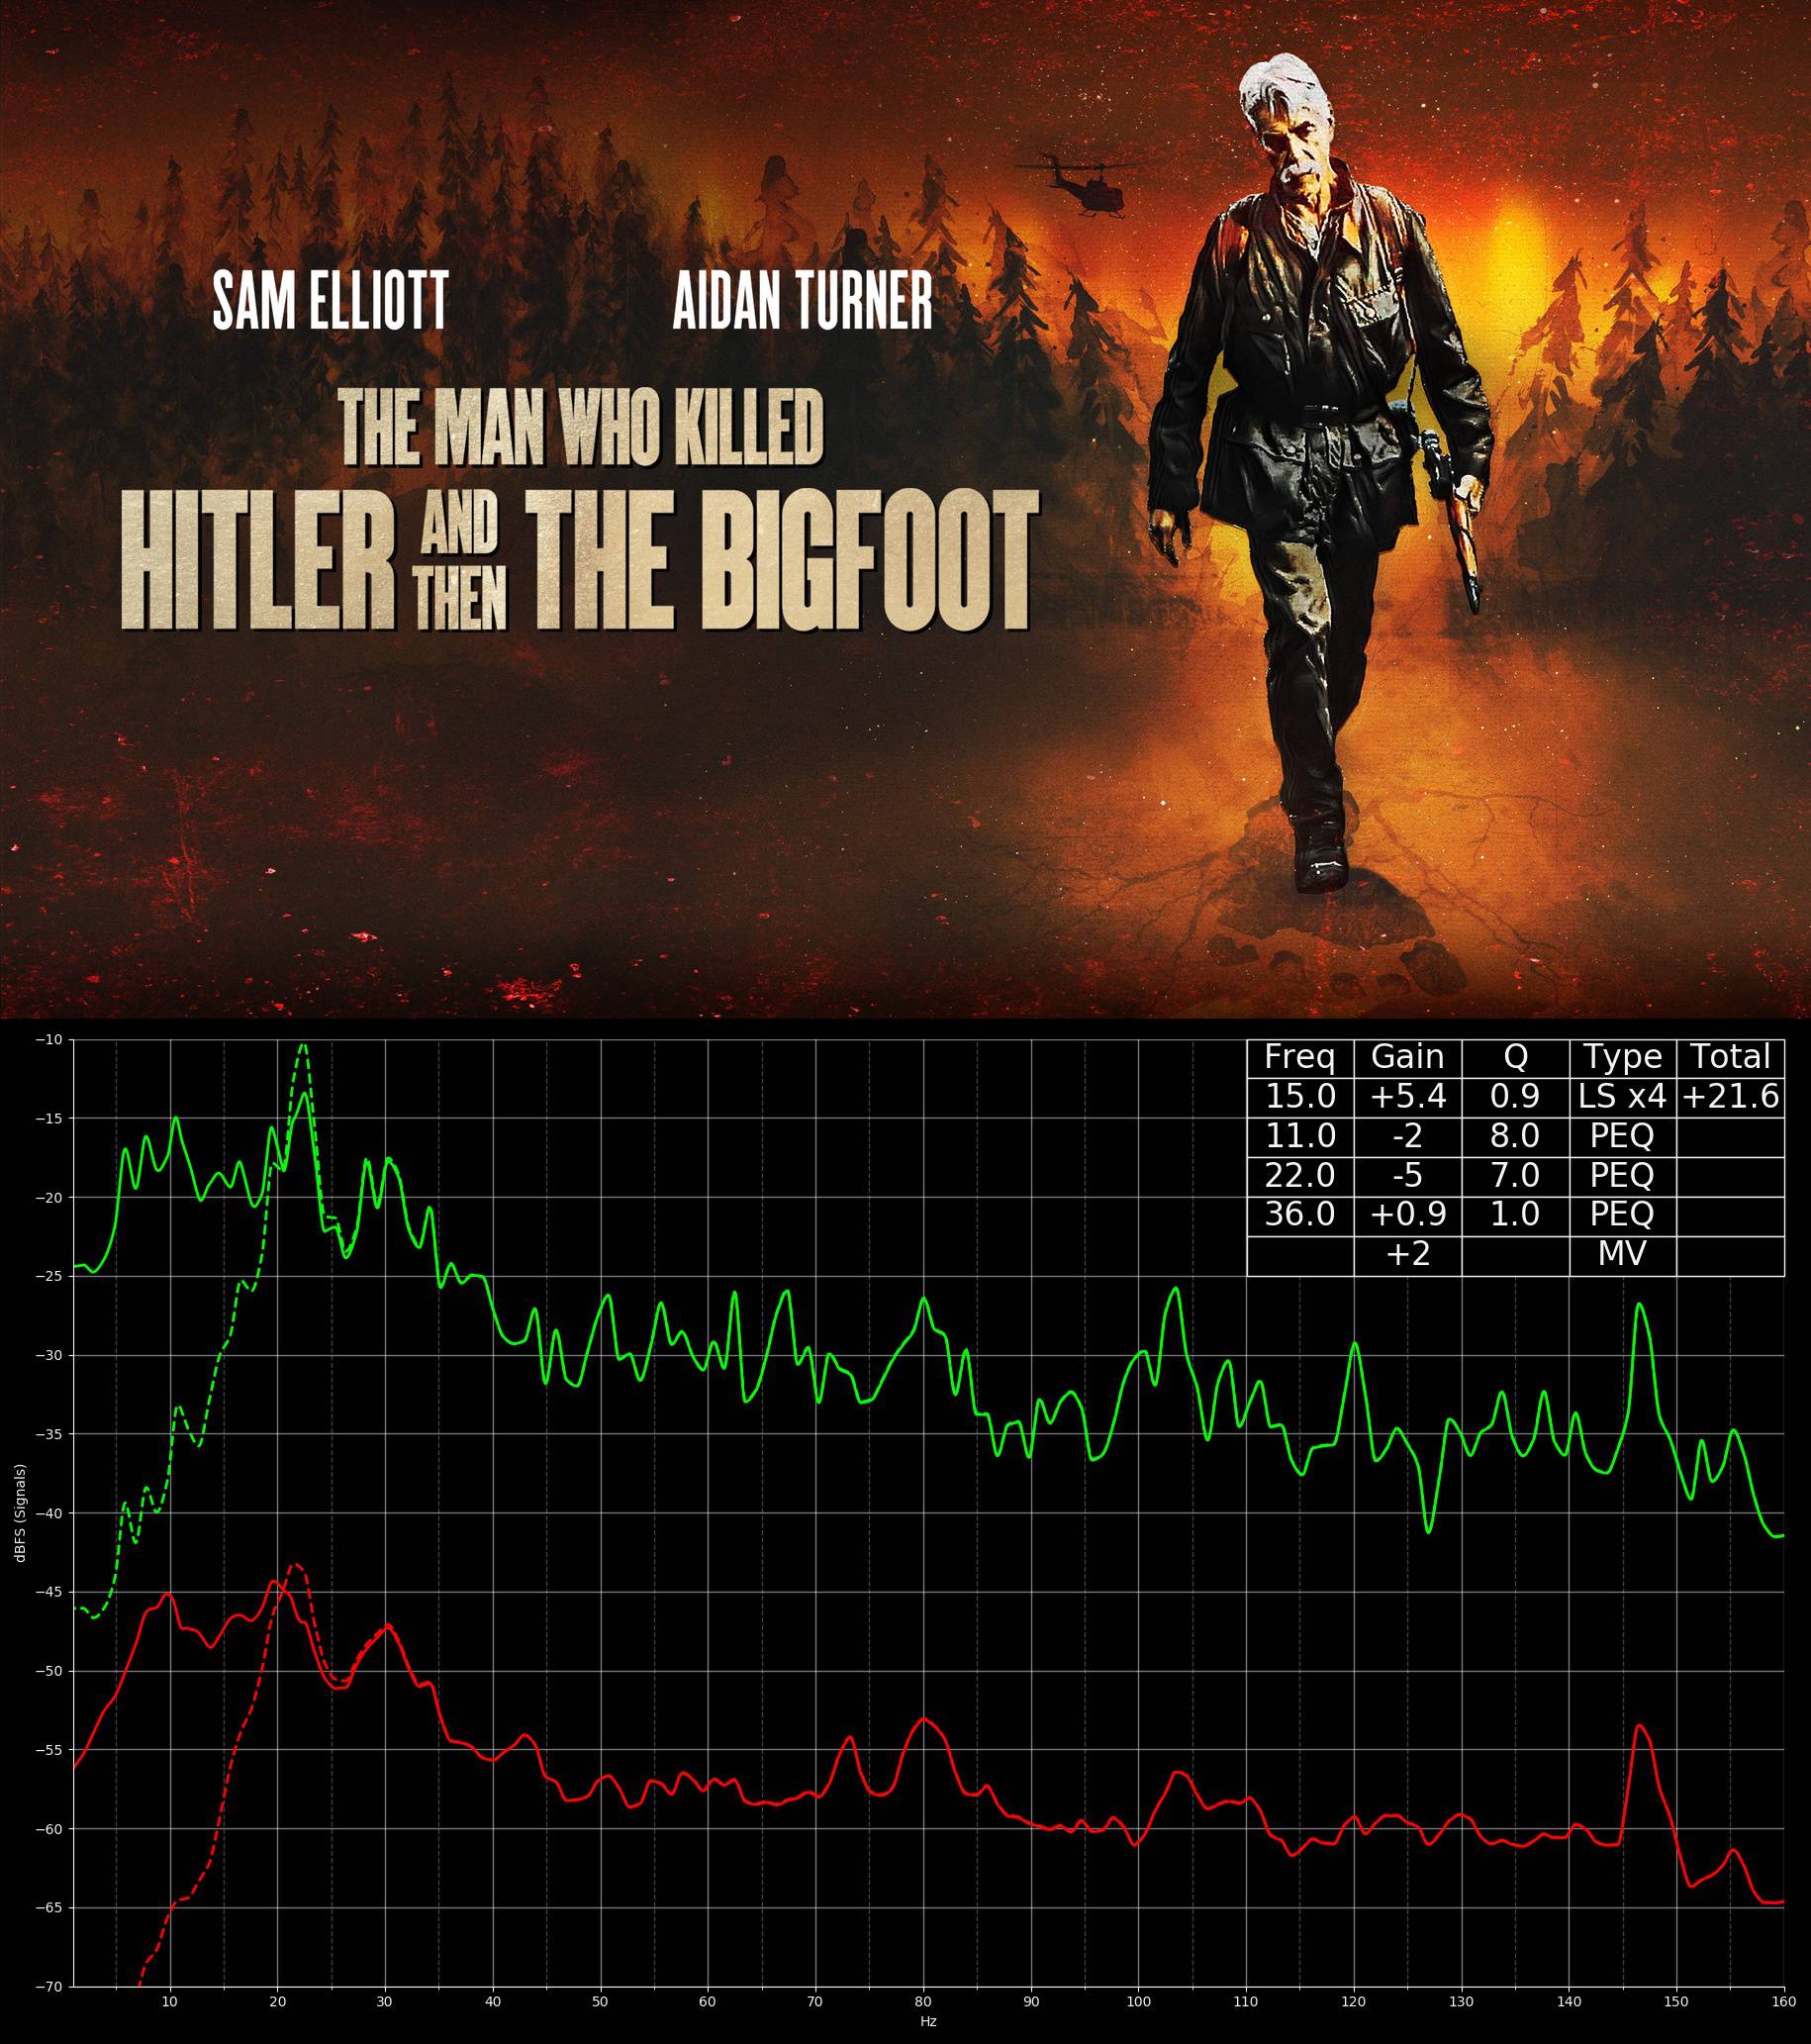 SAM ELLIOTT AIDAN TURNER
THE MAN WHO KILLED
HITLER AND THEN THE BIGFOOT
Freq Gain Q Type Total
15.0 +5.4 0.9 LS x4 +21.6
11.0 -2 8.0 PEQ
22.0 -5 7.0 PEQ
36.0 +0.9 1.0 PEQ
+2 MV
−10
−15
−20
−25
−30
−35
−40
−45
−50
−55
−60
−65
−70
dBFS (Signals)
10 20 30 40 50 60 70 80 90 100 110 120 130 140 150 160
Hz